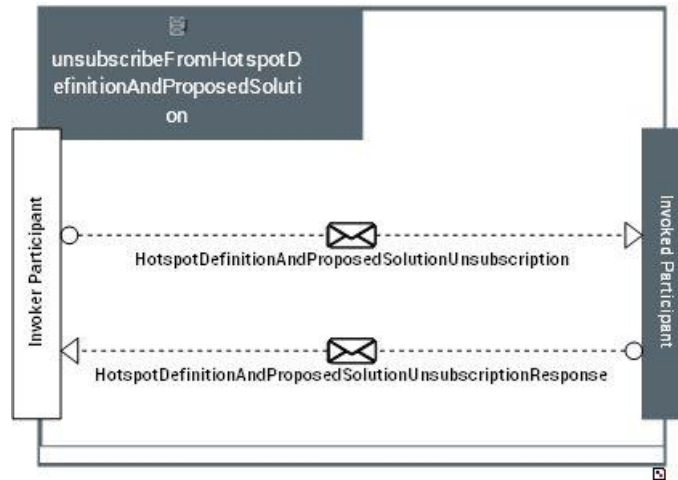 unsubscribeFromHotspotD
efinitionAndProposedSoluti
on
Invoker Participant
Invoked Participant
HotspotDefinitionAndProposedSolutionUnsubscription
HotspotDefinitionAndProposedSolutionUnsubscriptionResponse